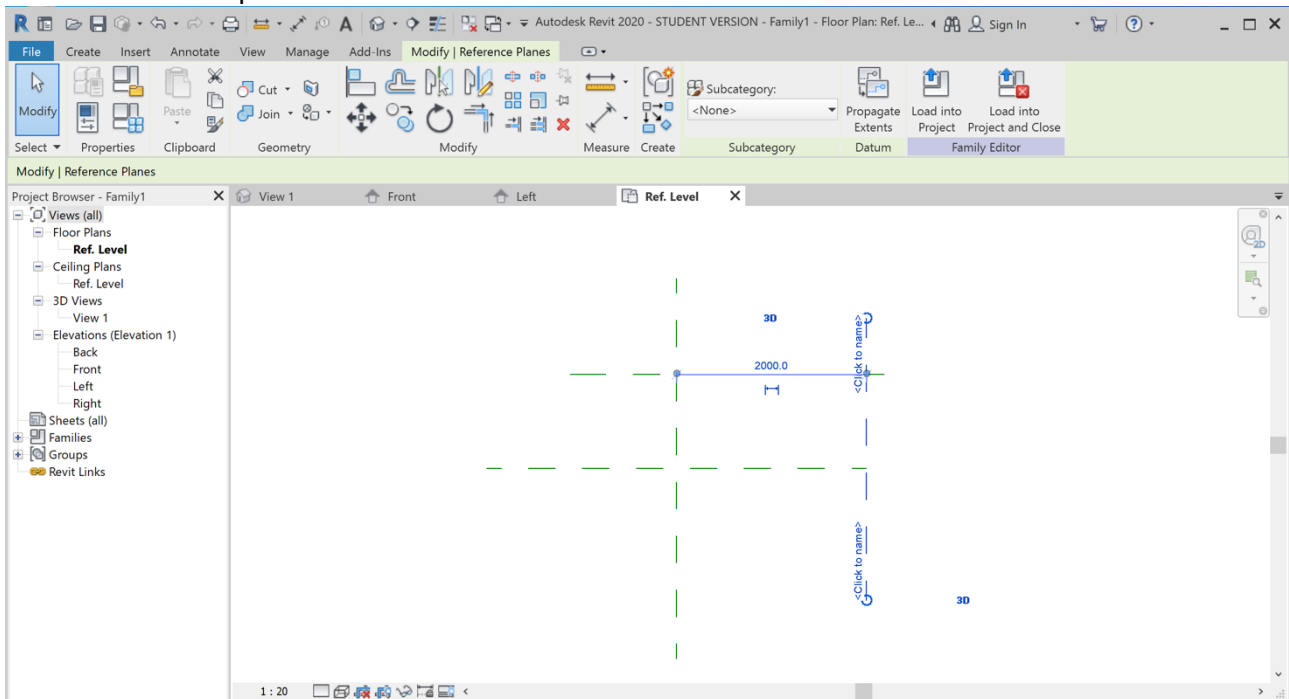 Autodesk Revit 2020 - STUDENT VERSION - Family1 - Floor Plan: Ref. Le...
Sign In
File Create Insert Annotate View Manage Add-Ins Modify | Reference Planes
Modify
Paste
Cut
Join
Subcategory:
<None>
Propagate Extents
Load into Project
Load into Project and Close
Select Properties Clipboard Geometry Modify Measure Create Subcategory Datum Family Editor
Modify | Reference Planes
Project Browser - Family1
View 1 Front Left Ref. Level
Views (all)
Floor Plans
Ref. Level
Ceiling Plans
Ref. Level
3D Views
View 1
Elevations (Elevation 1)
Back
Front
Left
Right
Sheets (all)
Families
Groups
Revit Links
2D
3D
2000.0
<Click to name>
<Click to name>
3D
1 : 20